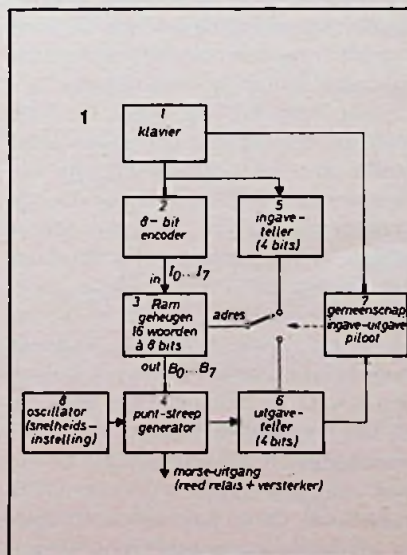 1
1
klavier
2
8-bit
encoder
5
ingave-
teller
(4 bits)
in I0...I7
3 Ram
geheugen
16 woorden
à 8 bits
adres
7
gemeenschap
ingave-uitgave
piloot
out B0...B7
8
oscillator
(snelheids-
instelling)
4
punt-streep
generator
6
uitgave-
teller
(4 bits)
morse-uitgang
(reed relais + versterker)